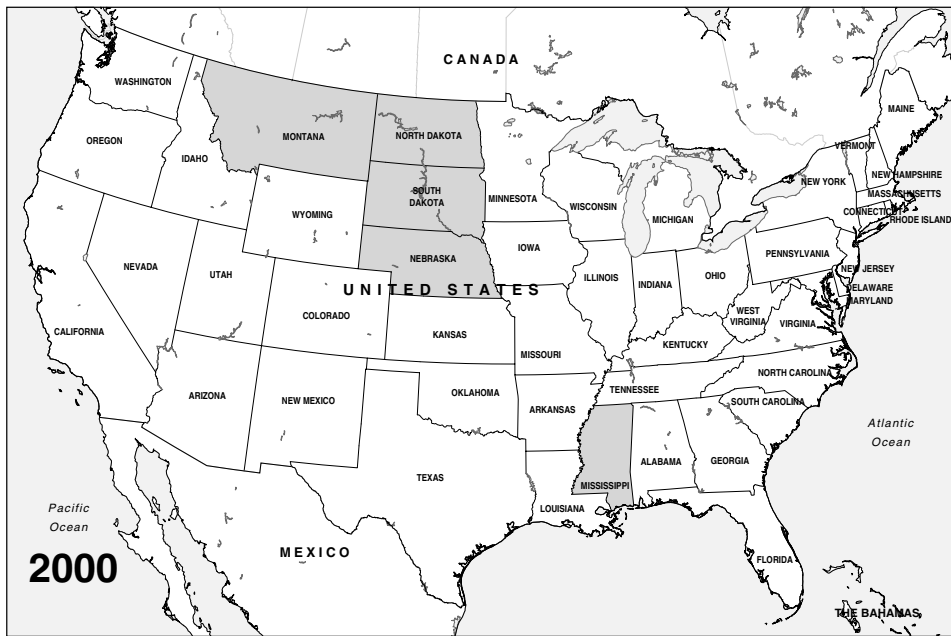 CANADA
WASHINGTON
MAINE
MONTANA
NORTH DAKOTA
OREGON
VERMONT
IDAHO
NEW HAMPSHIRE
NEW YORK
MASSACHUSETTS
SOUTH
DAKOTA
MINNESOTA
WISCONSIN
WYOMING
MICHIGAN
CONNECTICUT
RHODE ISLAND
IOWA
NEBRASKA
PENNSYLVANIA
NEVADA
UTAH
ILLINOIS
INDIANA
OHIO
NEW JERSEY
UNITED STATES
DELAWARE
MARYLAND
COLORADO
WEST
VIRGINIA
VIRGINIA
CALIFORNIA
KANSAS
KENTUCKY
MISSOURI
NORTH CAROLINA
TENNESSEE
ARIZONA
NEW MEXICO
OKLAHOMA
ARKANSAS
SOUTH CAROLINA
Atlantic
Ocean
ALABAMA
GEORGIA
TEXAS
MISSISSIPPI
LOUISIANA
Pacific
Ocean
MEXICO
FLORIDA
2000
THE BAHAMAS